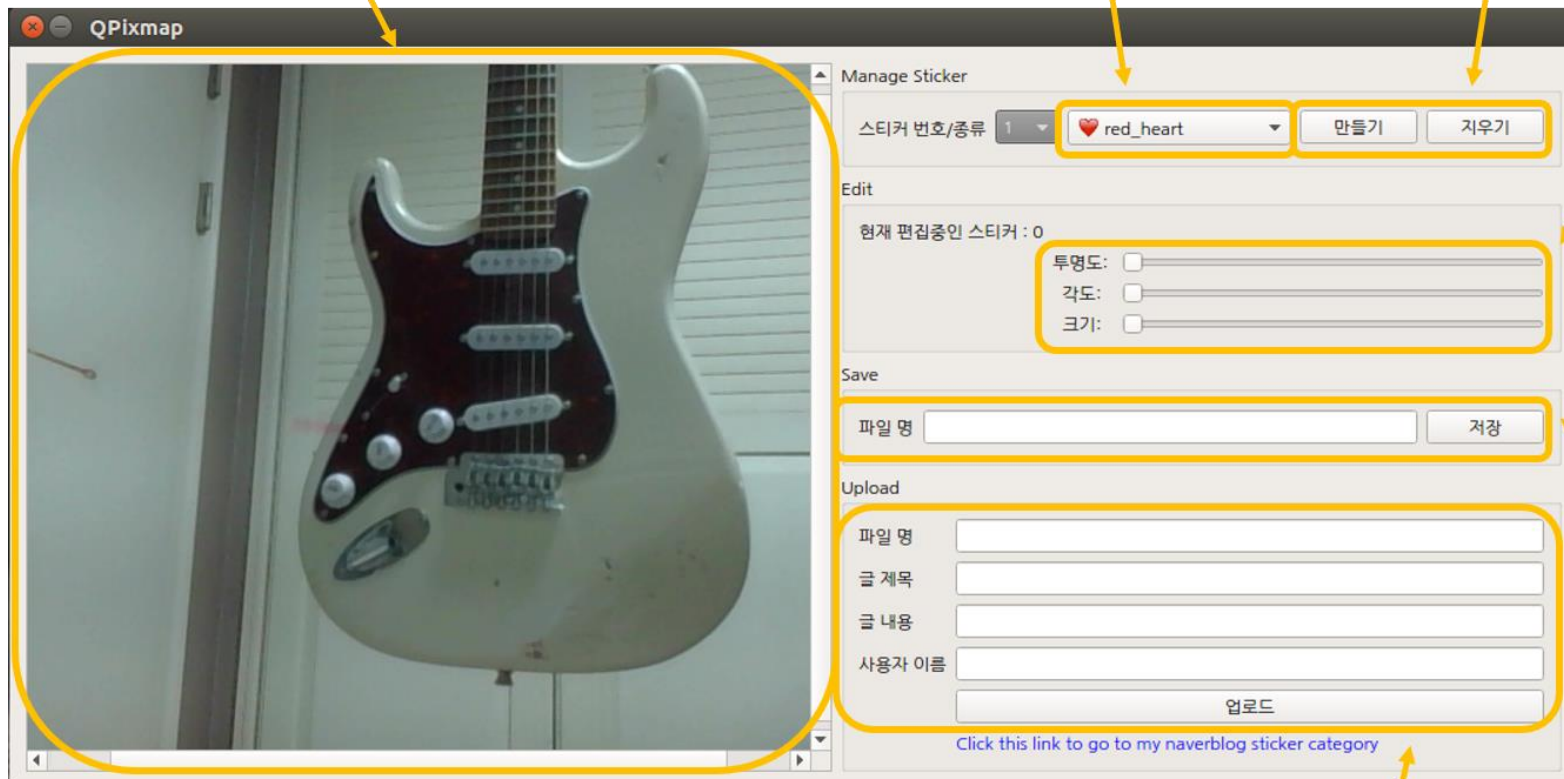 QPixmap
Manage Sticker
스티커 번호/종류 1 red_heart 만들기 지우기
Edit
현재 편집중인 스티커 : 0
투명도:
각도:
크기:
Save
파일 명 저장
Upload
파일 명
글 제목
글 내용
사용자 이름
업로드
Click this link to go to my naverblog sticker category